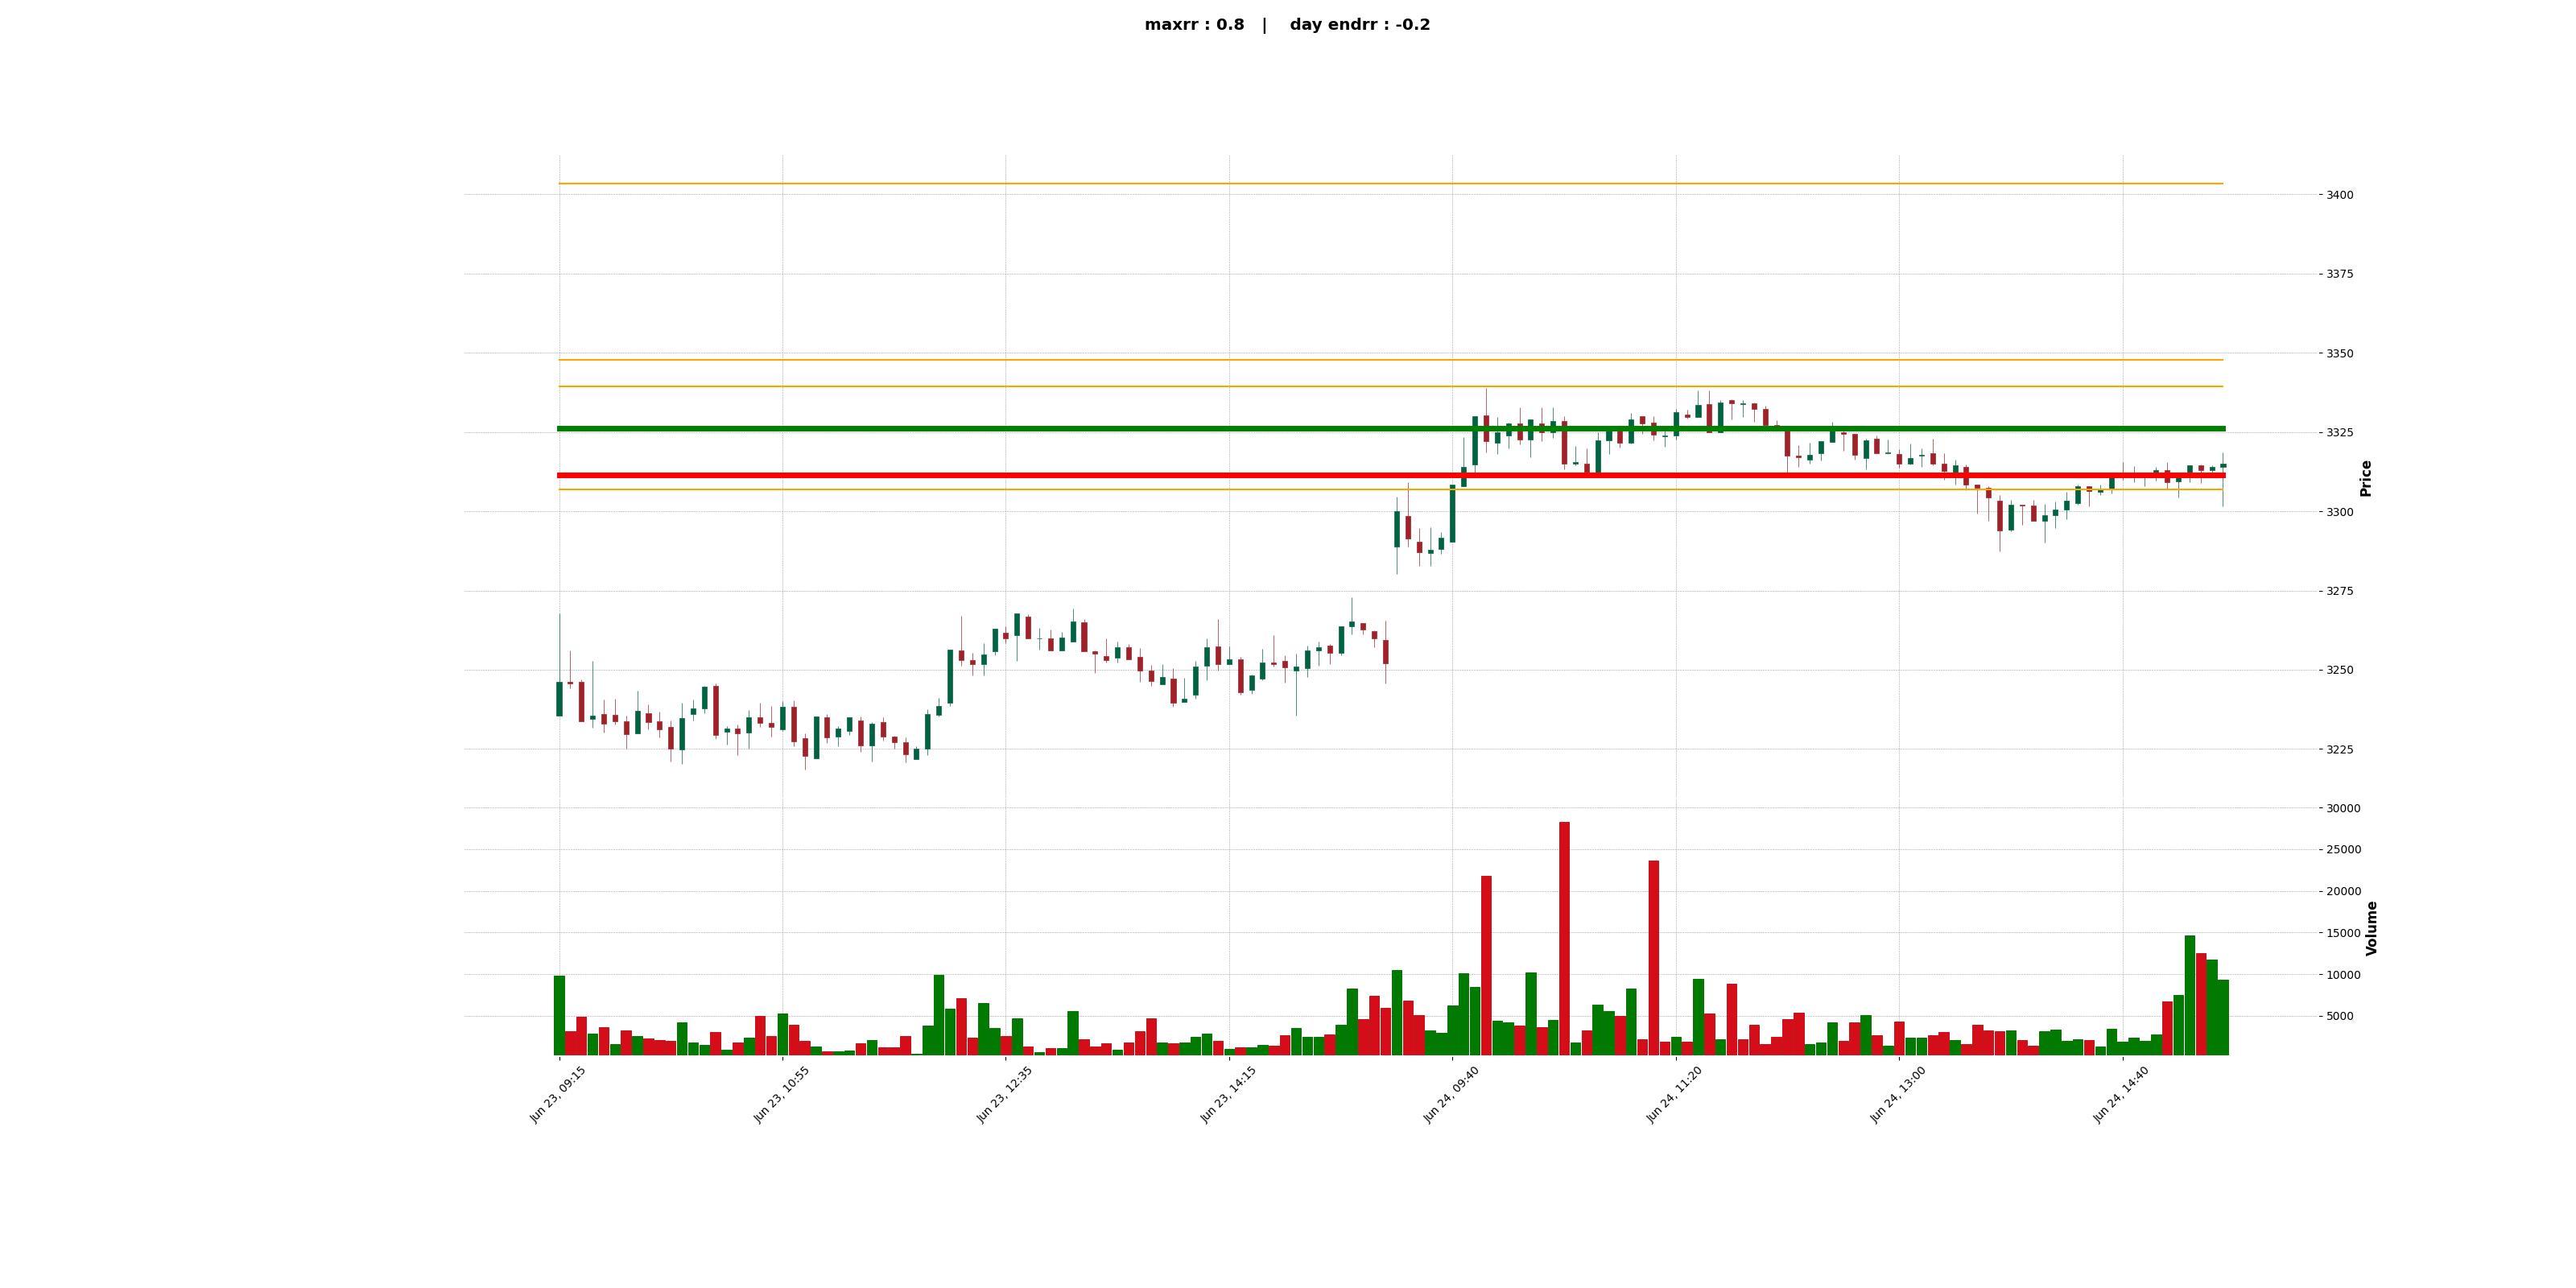 maxrr : 0.8 | day endrr : -0.2
3400
3375
3350
3325
3300
3275
3250
3225
Price
30000
25000
20000
15000
10000
5000
Volume
Jun 23, 09:15
Jun 23, 10:55
Jun 23, 12:35
Jun 23, 14:15
Jun 24, 09:40
Jun 24, 11:20
Jun 24, 13:00
Jun 24, 14:40